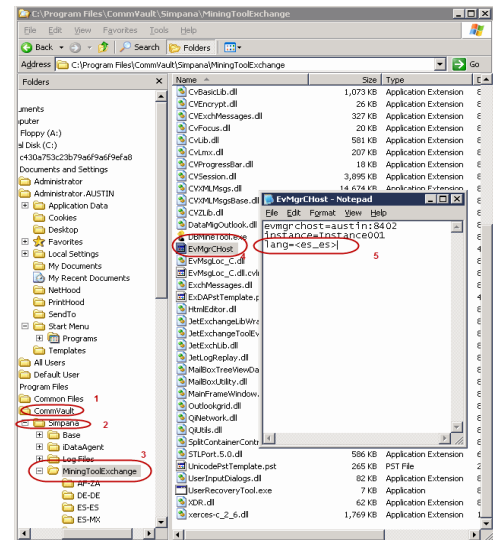 C:\Program Files\CommVault\Simpana\MiningToolExchange
File Edit View Favorites Tools Help
Back Search Folders
Address C:\Program Files\CommVault\Simpana\MiningToolExchange Go
Folders
uments
puter
Floppy (A:)
al Disk (C:)
c430a753c23b79a6f9a6f9efa8
Documents and Settings
Administrator
Administrator.AUSTIN
Application Data
Cookies
Desktop
Favorites
Local Settings
My Documents
My Recent Documents
NetHood
PrintHood
SendTo
Start Menu
Programs
Templates
All Users
Default User
Program Files
Common Files 1
CommVault
Simpana 2
Base
iDataAgent
Log Files
3
MiningToolExchange
AF-ZA
DE-DE
ES-ES
ES-MX
Name Size Type
CvBasicLib.dll 1,073 KB Application Extension
CVEncrypt.dll 26 KB Application Extension
CVExchMessages.dll 327 KB Application Extension
CvFocus.dll 20 KB Application Extension
CvLib.dll 581 KB Application Extension
CvLmx.dll 207 KB Application Extension
CVProgressBar.dll 18 KB Application Extension
CVSession.dll 3,895 KB Application Extension
CVXMLMsgs.dll 14,674 KB Application Extension
CVXMLMsgsBase.dll
CVZLib.dll
DataMigOutlook.dll
DBMineTool.exe
EvMgrCHost
4
EvMsgLoc_C.dll
EvMsgLoc_C.dll.cvin
ExchMessages.dll
ExDAPstTemplate.p
HtmlEditor.dll
JetExchangeLibWra
JetExchangeToolEv
JetExchLib.dll
JetLogReplay.dll
MailBoxTreeViewDa
MailBoxUtility.dll
MainFrameWindow.
Outlookgrid.dll
QiNetwork.dll
QiUtils.dll
SplitContainerContr
STLPort.5.0.dll 586 KB Application Extension
UnicodePstTemplate.pst 265 KB PST File
UserInputDialogs.dll 82 KB Application Extension
UserRecoveryTool.exe 7 KB Application
XDR.dll 62 KB Application Extension
xerces-c_2_6.dll 1,769 KB Application Extension
EvMgrCHost - Notepad
File Edit Format View Help
evmgrchost=austin:8402
instance=Instance001
lang=<es_es>
5